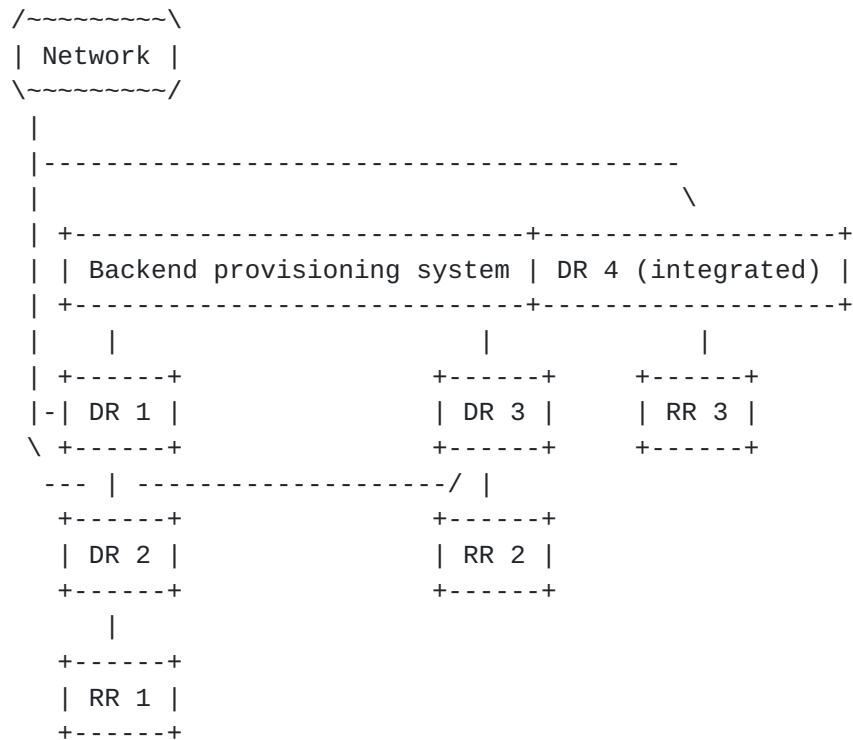 /~~~~~~~~~\
| Network |
\~~~~~~~~~/
 |
 |-----------------------------------------
 |                                         \
 | +-----------------------------+-------------------+
 | | Backend provisioning system | DR 4 (integrated) |
 | +-----------------------------+-------------------+
 |    |                       |             |
 | +------+                +------+     +------+
 |-| DR 1 |                | DR 3 |     | RR 3 |
 \ +------+                +------+     +------+
  --- | --------------------/ |
   +------+                +------+
   | DR 2 |                | RR 2 |
   +------+                +------+
      |
   +------+
   | RR 1 |
   +------+